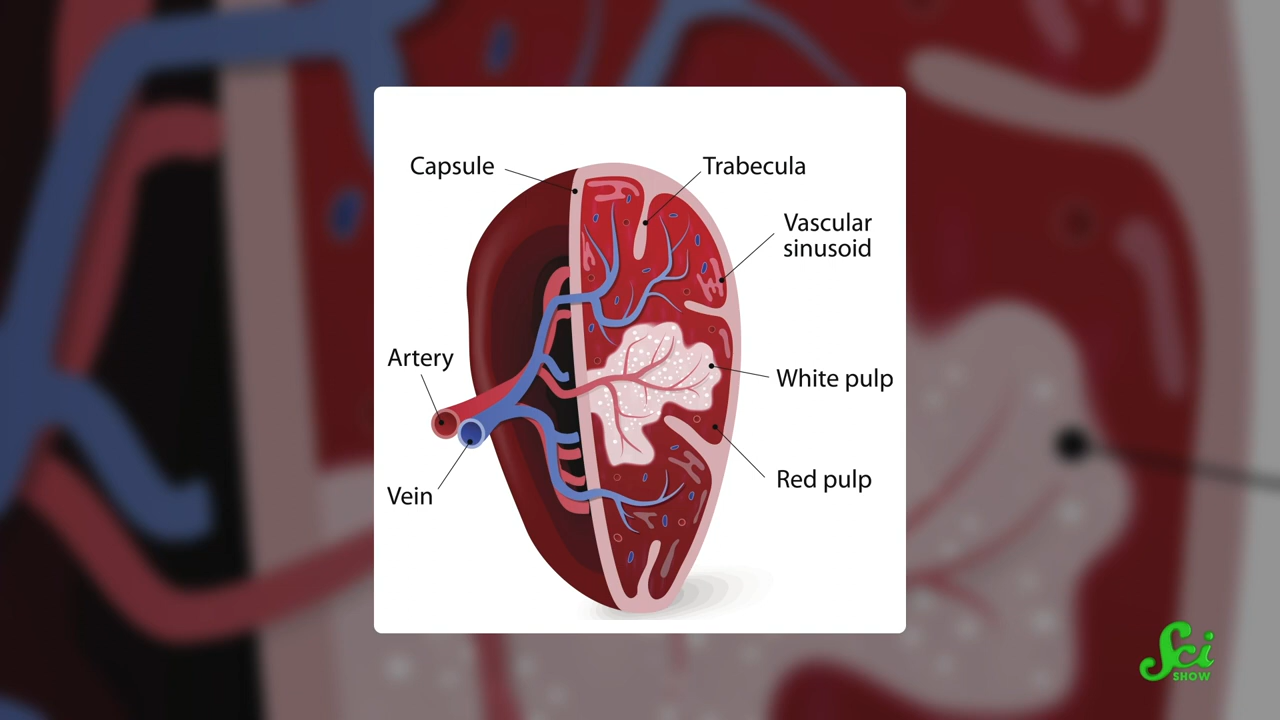 Capsule
Trabecula
Vascular
sinusoid
Artery
White pulp
Red pulp
Vein
Sci
SHOW